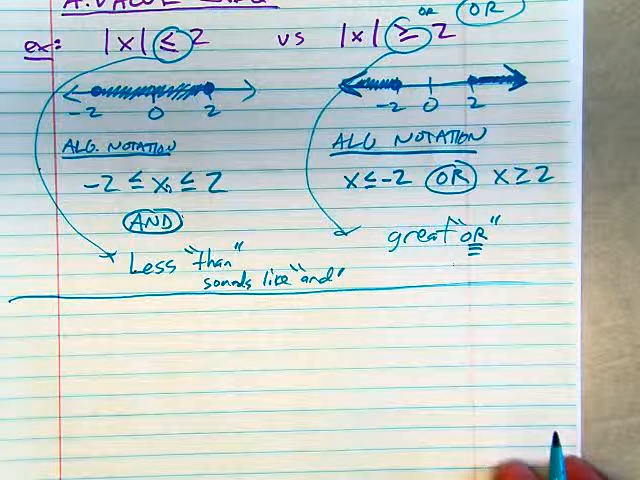 A. VALUE
OR OR
ex: |x| ≤ 2 vs |x| ≥ 2
-2 0 2 -2 0 2
ALG. NOTATION ALG NOTATION
-2 ≤ x ≤ 2 x ≤ -2 OR x ≥ 2
AND
great "OR"
Less "than"
sounds like "and"